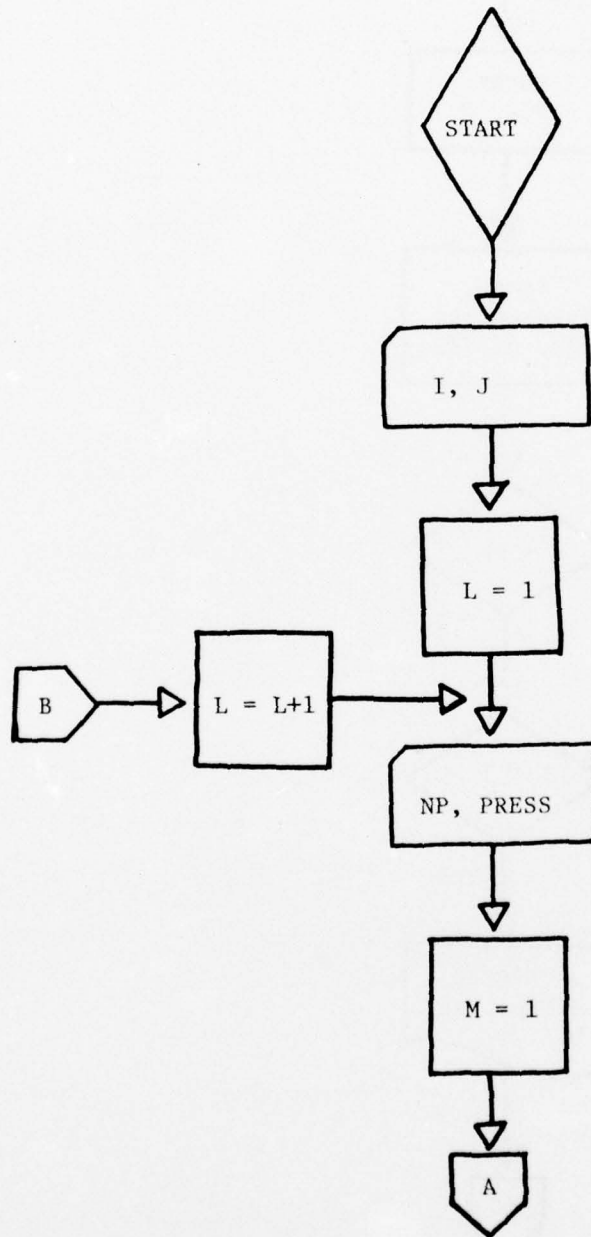 START
I, J
L = 1
B
L = L+1
NP, PRESS
M = 1
A